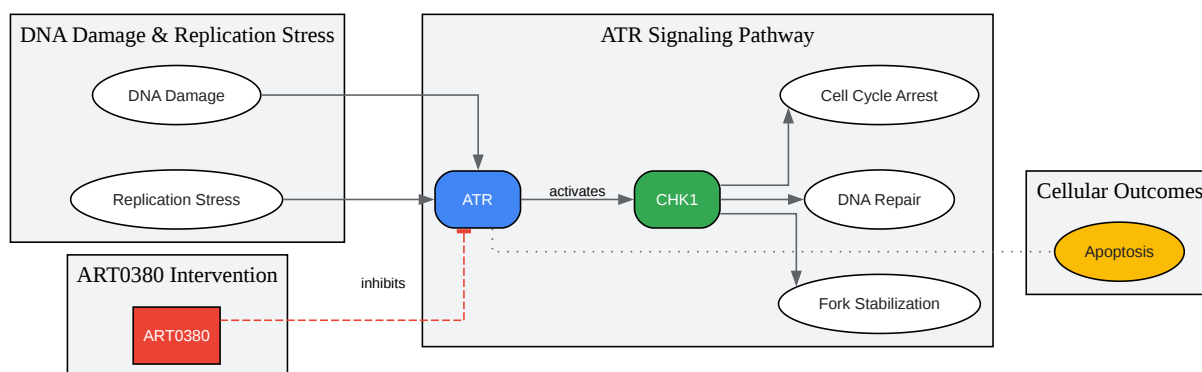 DNA Damage & Replication Stress
DNA Damage
Replication Stress
ART0380 Intervention
ART0380
inhibits
ATR Signaling Pathway
ATR
activates
CHK1
Cell Cycle Arrest
DNA Repair
Fork Stabilization
Cellular Outcomes
Apoptosis